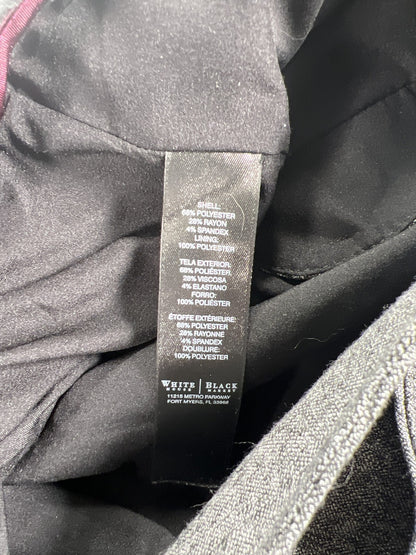 SHELL:
68% POLYESTER
28% RAYON
4% SPANDEX
LINING:
100% POLYESTER
TELA EXTERIOR:
68% POLIÉSTER
28% VISCOSA
4% ELASTANO
FORRO:
100% POLIÉSTER
ÉTOFFE EXTÉRIEURE:
68% POLYESTER
28% RAYONNE
4% SPANDEX
DOUBLURE:
100% POLYESTER
WHITE | BLACK
HOUSE | MARKET
11215 METRO PARKWAY
FORT MYERS, FL 33966